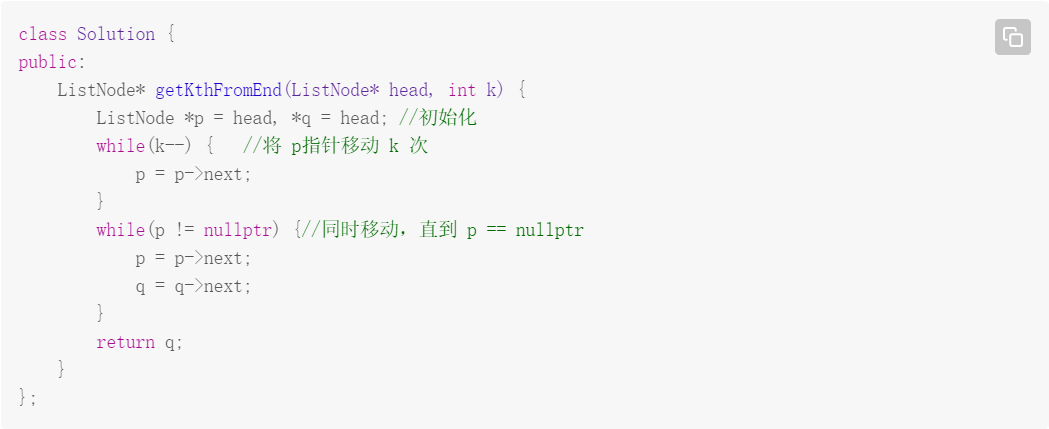 class Solution {
public:
    ListNode* getKthFromEnd(ListNode* head, int k) {
        ListNode *p = head, *q = head; //初始化
        while(k--) {   //将 p指针移动 k 次
            p = p->next;
        }
        while(p != nullptr) {//同时移动，直到 p == nullptr
            p = p->next;
            q = q->next;
        }
        return q;
    }
};